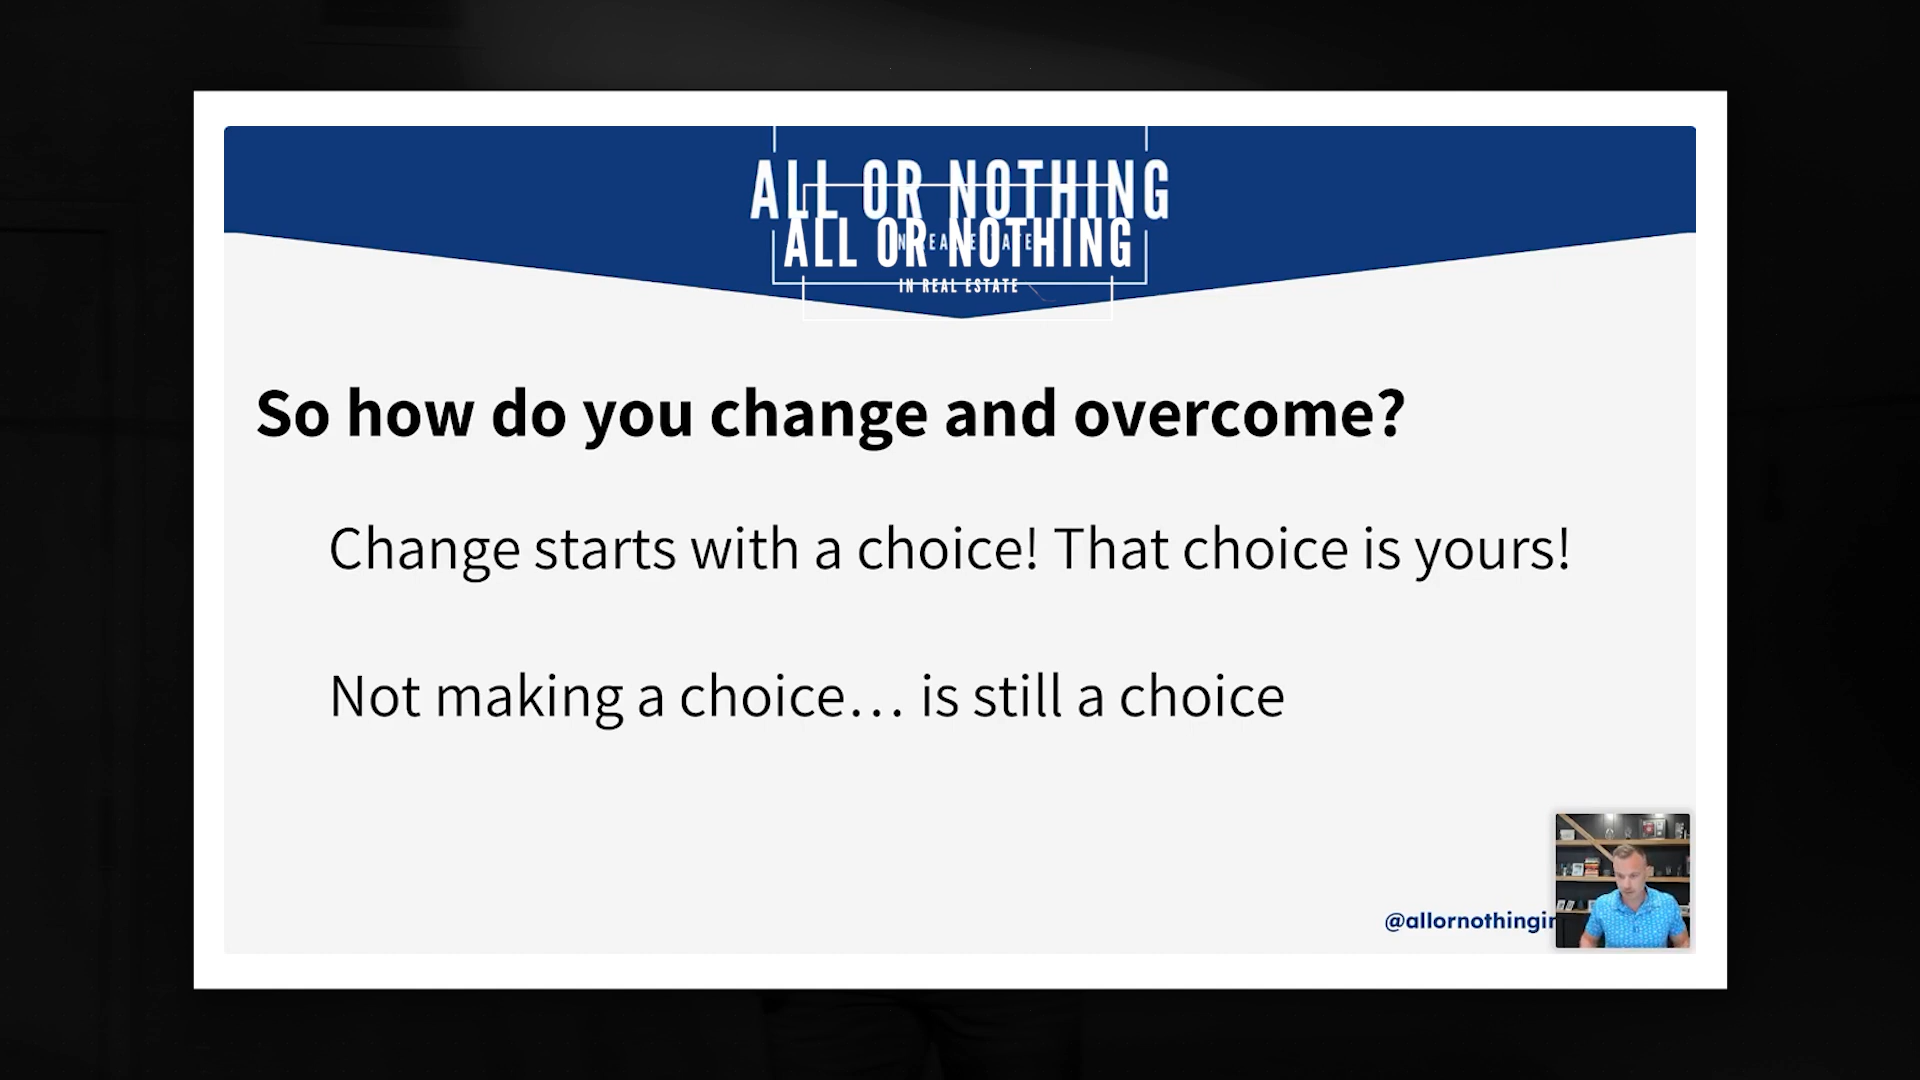 ALL OR NOTHING
ALL OR NOTHING
IN REAL ESTATE
So how do you change and overcome?
Change starts with a choice! That choice is yours!
Not making a choice… is still a choice
@allornothingin